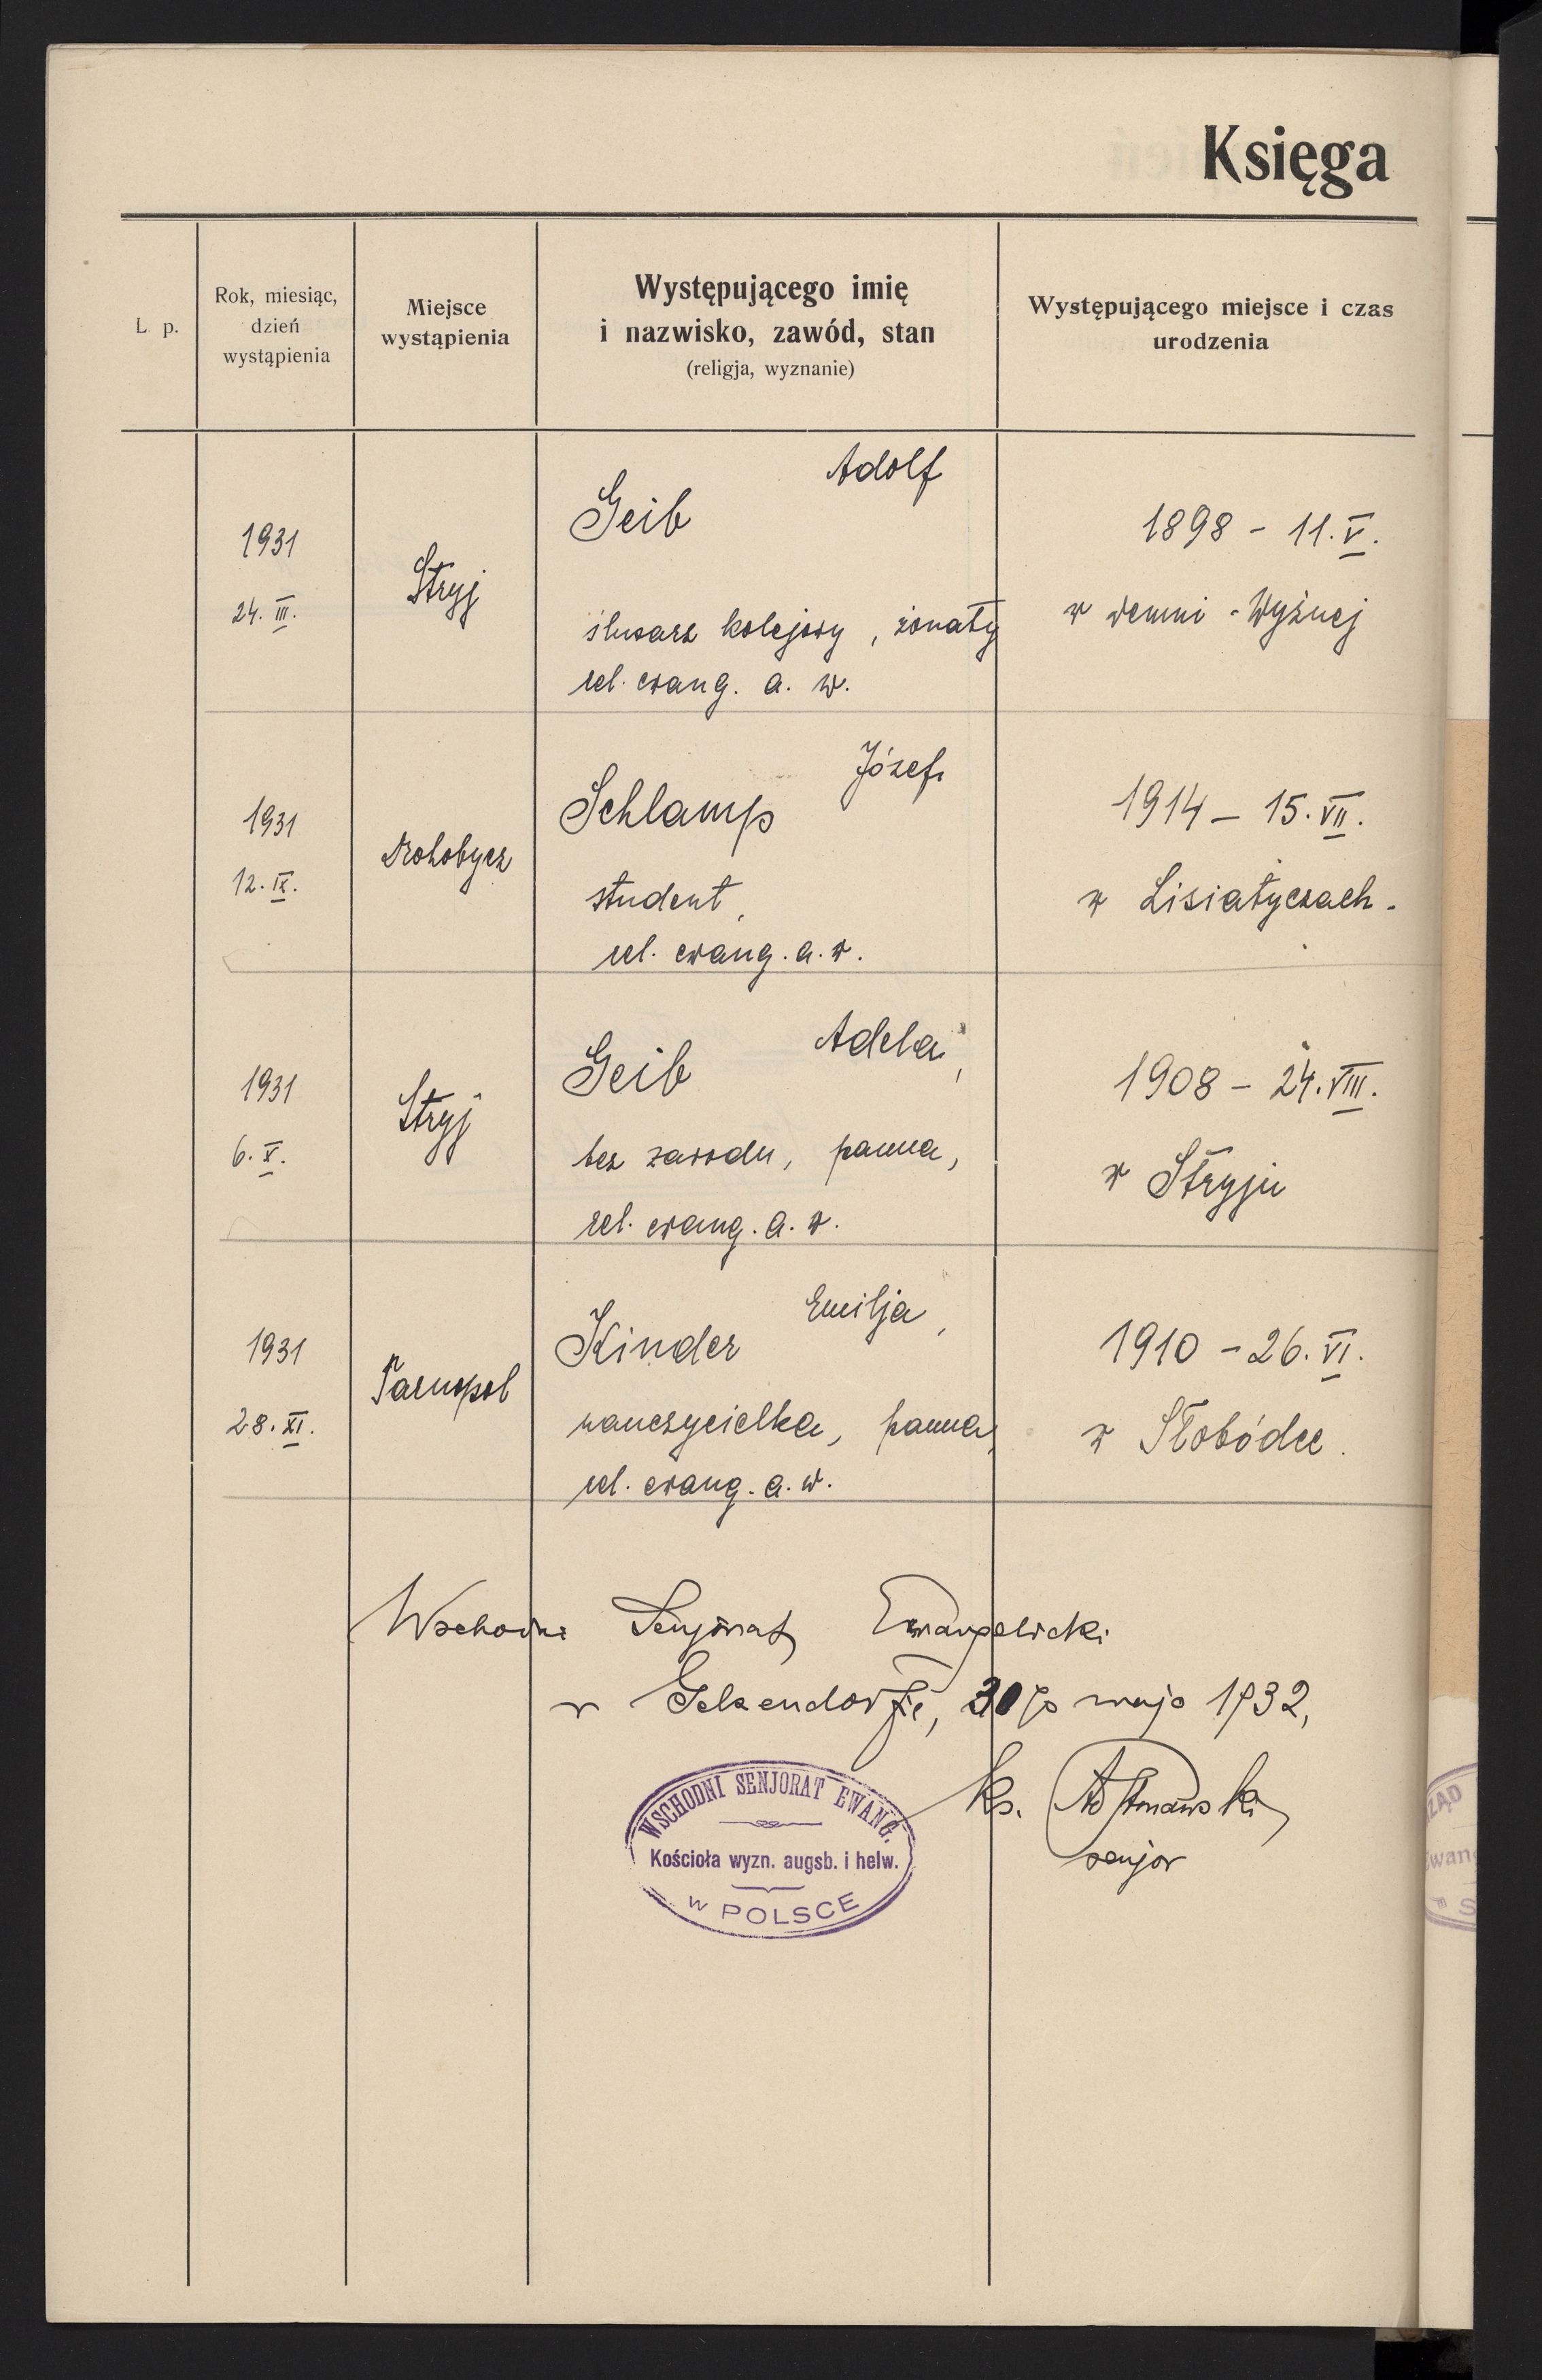 Księga
L. p.
Rok, miesiąc,
dzień
wystąpienia
Miejsce
wystąpienia
Występującego imię
i nazwisko, zawód, stan
(religja, wyznanie)
Występującego miejsce i czas
urodzenia
1931
24. III.
Stryj
Geib Adolf
ślusarz kolejowy, żonaty
rel. ewang. a. w.
1898 - 11. V.
w Demni - Wyżnej
1931
12. IX.
Drohobycz
Schlamp Józef,
student,
rel. ewang. a. w.
1914 - 15. VII.
w Lisiatyczach.
1931
6. V.
Stryj
Geib Adela,
bez zawodu, panna,
rel. ewang. a. w.
1908 - 24. VIII.
w Stryju
1931
28. XI.
Tarnopol
Kinder Emilja,
nauczycielka, panna,
rel. ewang. a. w.
1910 - 26. VI.
w Słobódce.
Wschodni Senjorat Ewangelicki
w Gelsendorfie, 30go maja 1932,
ks.
senjor
WSCHODNI SENJORAT EWANG.
Kościoła wyzn. augsb. i helw.
w POLSCE